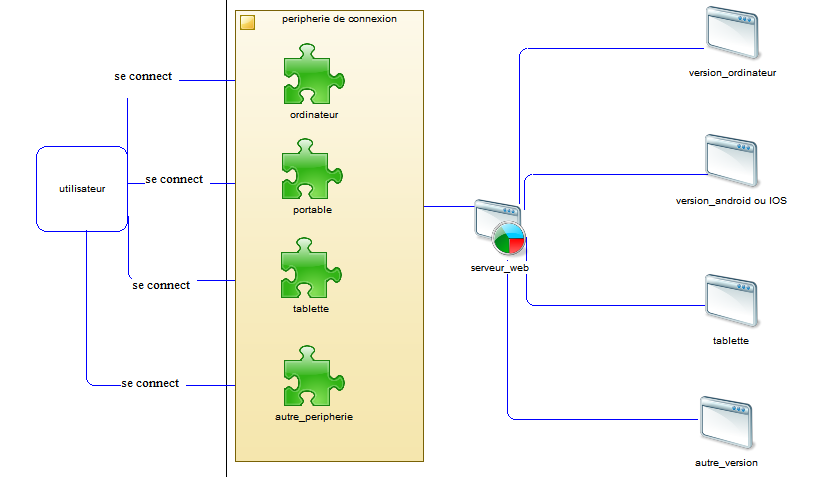 peripherie de connexion
se connect
ordinateur
version_ordinateur
utilisateur
se connect
portable
version_android ou IOS
serveur_web
se connect
tablette
tablette
se connect
autre_peripherie
autre_version